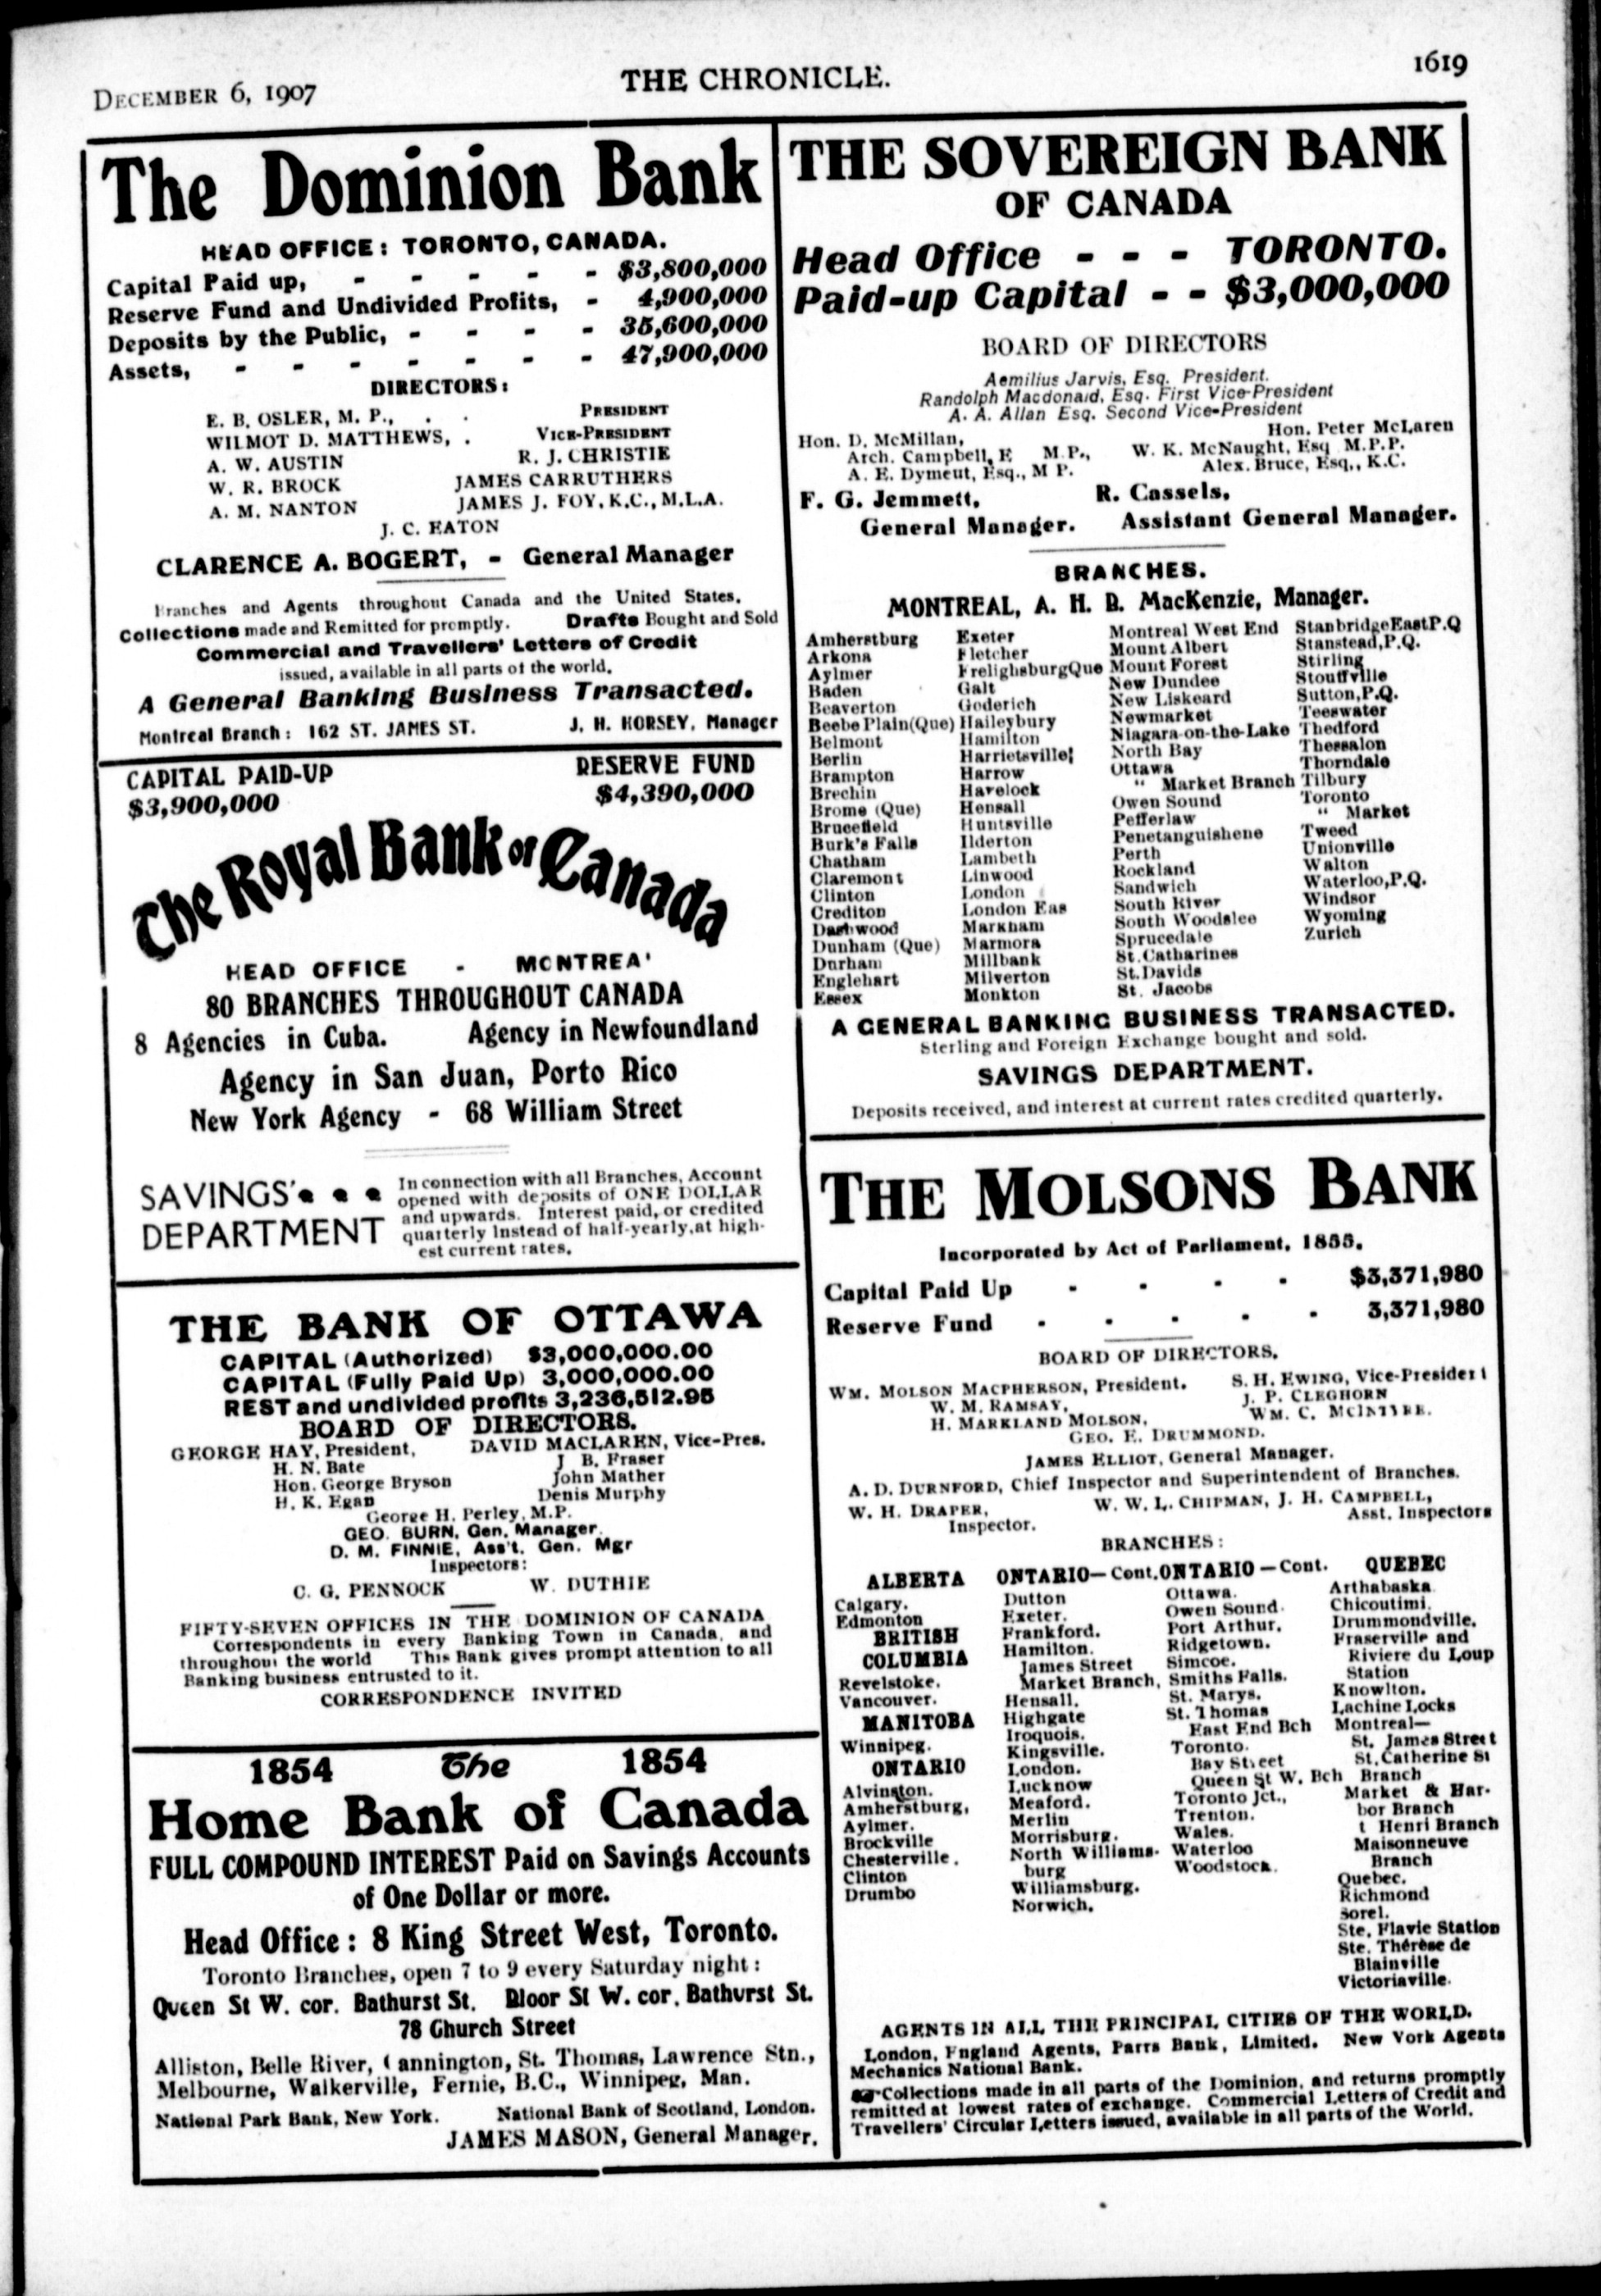 DECEMBER 6, 1907
THE CHRONICLE.
1619
The Dominion Bank
HEAD OFFICE: TORONTO, CANADA.
Capital Paid up, - - - - - $3,800,000
Reserve Fund and Undivided Profits, - 4,900,000
Deposits by the Public, - - - - 35,600,000
Assets, - - - - - - - 47,900,000
DIRECTORS:
E. B. OSLER, M. P., . . PRESIDENT
WILMOT D. MATTHEWS, . VICE-PRESIDENT
A. W. AUSTIN R. J. CHRISTIE
W. R. BROCK JAMES CARRUTHERS
A. M. NANTON JAMES J. FOY, K.C., M.L.A.
J. C. EATON
CLARENCE A. BOGERT, - General Manager
Branches and Agents throughout Canada and the United States.
Collections made and Remitted for promptly. Drafts Bought and Sold
Commercial and Travellers' Letters of Credit
issued, available in all parts of the world.
A General Banking Business Transacted.
Montreal Branch: 162 ST. JAMES ST. J. H. HORSEY, Manager
CAPITAL PAID-UP RESERVE FUND
$3,900,000 $4,390,000
The Royal Bank of Canada
HEAD OFFICE - MONTREA'
80 BRANCHES THROUGHOUT CANADA
8 Agencies in Cuba. Agency in Newfoundland
Agency in San Juan, Porto Rico
New York Agency - 68 William Street
SAVINGS
DEPARTMENT
In connection with all Branches, Account
opened with deposits of ONE DOLLAR
and upwards. Interest paid, or credited
quarterly Instead of half-yearly, at high-
est current rates.
THE BANK OF OTTAWA
CAPITAL (Authorized) $3,000,000.00
CAPITAL (Fully Paid Up) 3,000,000.00
REST and undivided profits 3,236,512.95
BOARD OF DIRECTORS.
GEORGE HAY, President, DAVID MACLAREN, Vice-Pres.
H. N. Bate J B. Fraser
Hon. George Bryson John Mather
H. K. Egan Denis Murphy
George H. Perley, M.P.
GEO. BURN, Gen. Manager.
D. M. FINNIE, Ass't. Gen. Mgr
Inspectors:
C. G. PENNOCK W. DUTHIE
FIFTY-SEVEN OFFICES IN THE DOMINION OF CANADA
Correspondents in every Banking Town in Canada, and
throughout the world This Bank gives prompt attention to all
Banking business entrusted to it.
CORRESPONDENCE INVITED
1854 The 1854
Home Bank of Canada
FULL COMPOUND INTEREST Paid on Savings Accounts
of One Dollar or more.
Head Office: 8 King Street West, Toronto.
Toronto Branches, open 7 to 9 every Saturday night:
Queen St W. cor. Bathurst St. Bloor St W. cor. Bathurst St.
78 Church Street
Alliston, Belle River, Cannington, St. Thomas, Lawrence Stn.,
Melbourne, Walkerville, Fernie, B.C., Winnipeg, Man.
National Park Bank, New York. National Bank of Scotland, London.
JAMES MASON, General Manager.
THE SOVEREIGN BANK
OF CANADA
Head Office - - - TORONTO.
Paid-up Capital - - $3,000,000
BOARD OF DIRECTORS
Aemilius Jarvis, Esq. President.
Randolph Macdonald, Esq. First Vice-President
A. A. Allan Esq. Second Vice-President
Hon. D. McMillan, Hon. Peter McLaren
Arch. Campbell, E M P., W. K. McNaught, Esq M.P.P.
A. E. Dyment, Esq., M P. Alex. Bruce, Esq., K.C.
F. G. Jemmett, R. Cassels,
General Manager. Assistant General Manager.
BRANCHES.
MONTREAL, A. H. B. MacKenzie, Manager.
Amherstburg Exeter Montreal West End Stanbridge East P.Q
Arkona Fletcher Mount Albert Stanstead, P.Q.
Aylmer Frelighsburg Que Mount Forest Stirling
Baden Galt New Dundee Stouffville
Beaverton Goderich New Liskeard Sutton, P.Q.
Beebe Plain (Que) Haileybury Newmarket Teeswater
Belmont Hamilton Niagara-on-the-Lake Thedford
Berlin Harrietsville North Bay Thessalon
Brampton Harrow Ottawa Thorndale
Brechin Havelock " Market Branch Tilbury
Brome (Que) Hensall Owen Sound Toronto
Brucefield Huntsville Pefferlaw " Market
Burk's Falls Ilderton Penetanguishene Tweed
Chatham Lambeth Perth Unionville
Claremont Linwood Rockland Walton
Clinton London Sandwich Waterloo, P.Q.
Crediton London Eas South River Windsor
Dashwood Markham South Woodslee Wyoming
Dunham (Que) Marmora Sprucedale Zurich
Durham Millbank St. Catharines
Englehart Milverton St. Davids
Essex Monkton St. Jacobs
A GENERAL BANKING BUSINESS TRANSACTED.
Sterling and Foreign Exchange bought and sold.
SAVINGS DEPARTMENT.
Deposits received, and interest at current rates credited quarterly.
THE MOLSONS BANK
Incorporated by Act of Parliament, 1855.
Capital Paid Up - - - - $3,371,980
Reserve Fund - - - - - 3,371,980
BOARD OF DIRECTORS.
WM. MOLSON MACPHERSON, President. S. H. EWING, Vice-President
W. M. RAMSAY, J. P. CLEGHORN
H. MARKLAND MOLSON, WM. C. MCINTYRE.
GEO. E. DRUMMOND.
JAMES ELLIOT, General Manager.
A. D. DURNFORD, Chief Inspector and Superintendent of Branches.
W. H. DRAPER, W. W. L. CHIPMAN, J. H. CAMPBELL,
Inspector. Asst. Inspectors
BRANCHES:
ALBERTA
Calgary.
Edmonton
BRITISH
COLUMBIA
Revelstoke.
Vancouver.
MANITOBA
Winnipeg.
ONTARIO
Alvinston.
Amherstburg,
Aylmer.
Brockville
Chesterville.
Clinton
Drumbo
ONTARIO—Cont.
Dutton
Exeter.
Frankford.
Hamilton.
James Street
Market Branch,
Hensall.
Highgate
Iroquois.
Kingsville.
London.
Lucknow
Meaford.
Merlin
Morrisburg.
North Williams-
burg
Williamsburg.
Norwich.
ONTARIO—Cont.
Ottawa.
Owen Sound.
Port Arthur.
Ridgetown.
Simcoe.
Smiths Falls.
St. Marys.
St. Thomas
East End Bch
Toronto.
Bay Street
Queen St W. Bch
Toronto Jct.,
Trenton.
Wales.
Waterloo
Woodstock.
QUEBEC
Arthabaska.
Chicoutimi.
Drummondville.
Fraserville and
Riviere du Loup
Station
Knowlton.
Lachine Locks
Montreal—
St. James Street
St. Catherine St
Branch
Market & Har-
bor Branch
t Henri Branch
Maisonneuve
Branch
Quebec.
Richmond
Sorel.
Ste. Flavie Station
Ste. Thérèse de
Blainville
Victoriaville.
AGENTS IN ALL THE PRINCIPAL CITIES OF THE WORLD.
London, England Agents, Parrs Bank, Limited. New York Agents
Mechanics National Bank.
Collections made in all parts of the Dominion, and returns promptly
remitted at lowest rates of exchange. Commercial Letters of Credit and
Travellers' Circular Letters issued, available in all parts of the World.